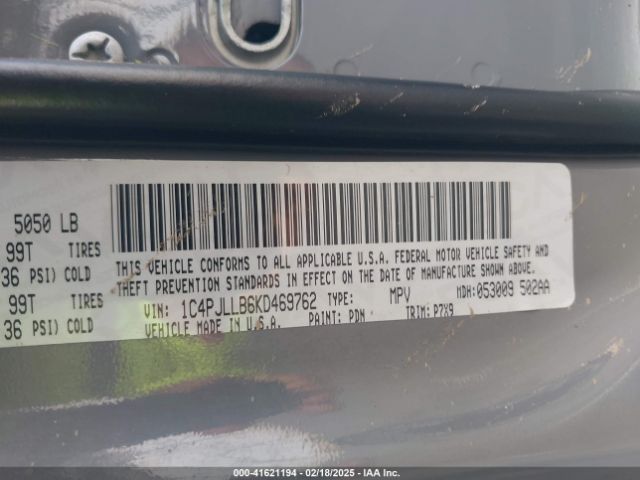 5050 LB
99T TIRES
36 PSI) COLD
99T TIRES
36 PSI) COLD
THIS VEHICLE CONFORMS TO ALL APPLICABLE U.S.A. FEDERAL MOTOR VEHICLE SAFETY AND
THEFT PREVENTION STANDARDS IN EFFECT ON THE DATE OF MANUFACTURE SHOWN ABOVE.
VIN: 1C4PJLLB6KD469762 TYPE: MPV MDH: 053009 502AA
VEHICLE MADE IN U.S.A. PAINT: PDN TRIM: P7X9
000-41621194 - 02/18/2025 - IAA Inc.